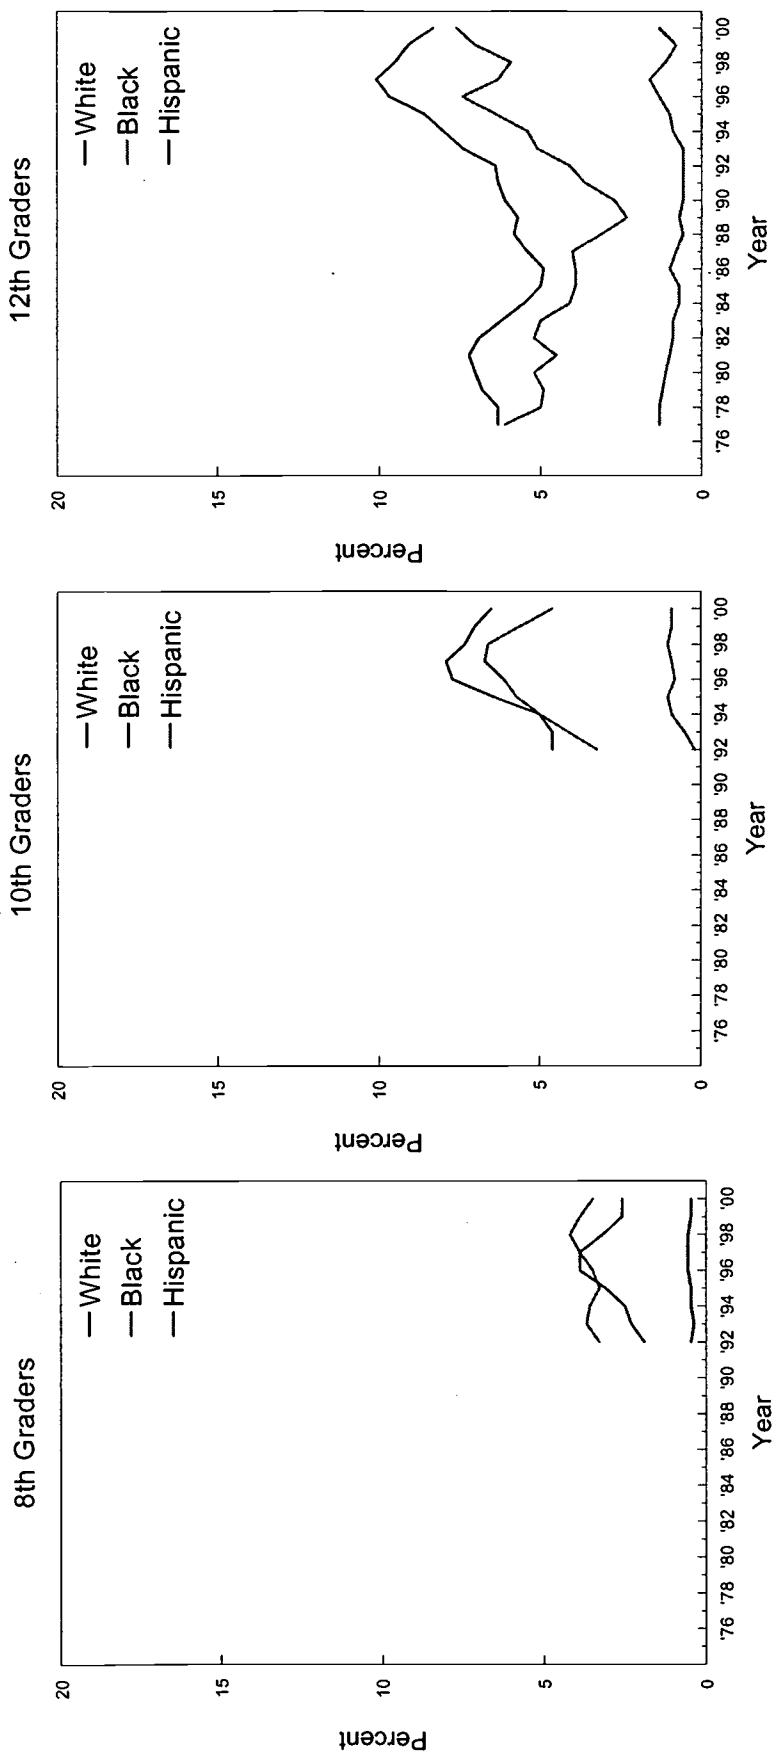 8th Graders
— White
— Black
— Hispanic
Percent
20
15
10
5
0
'76 '78 '80 '82 '84 '86 '88 '90 '92 '94 '96 '98 '00
Year
10th Graders
— White
— Black
— Hispanic
Percent
20
15
10
5
0
'76 '78 '80 '82 '84 '86 '88 '90 '92 '94 '96 '98 '00
Year
12th Graders
— White
— Black
— Hispanic
Percent
20
15
10
5
0
'76 '78 '80 '82 '84 '86 '88 '90 '92 '94 '96 '98 '00
Year